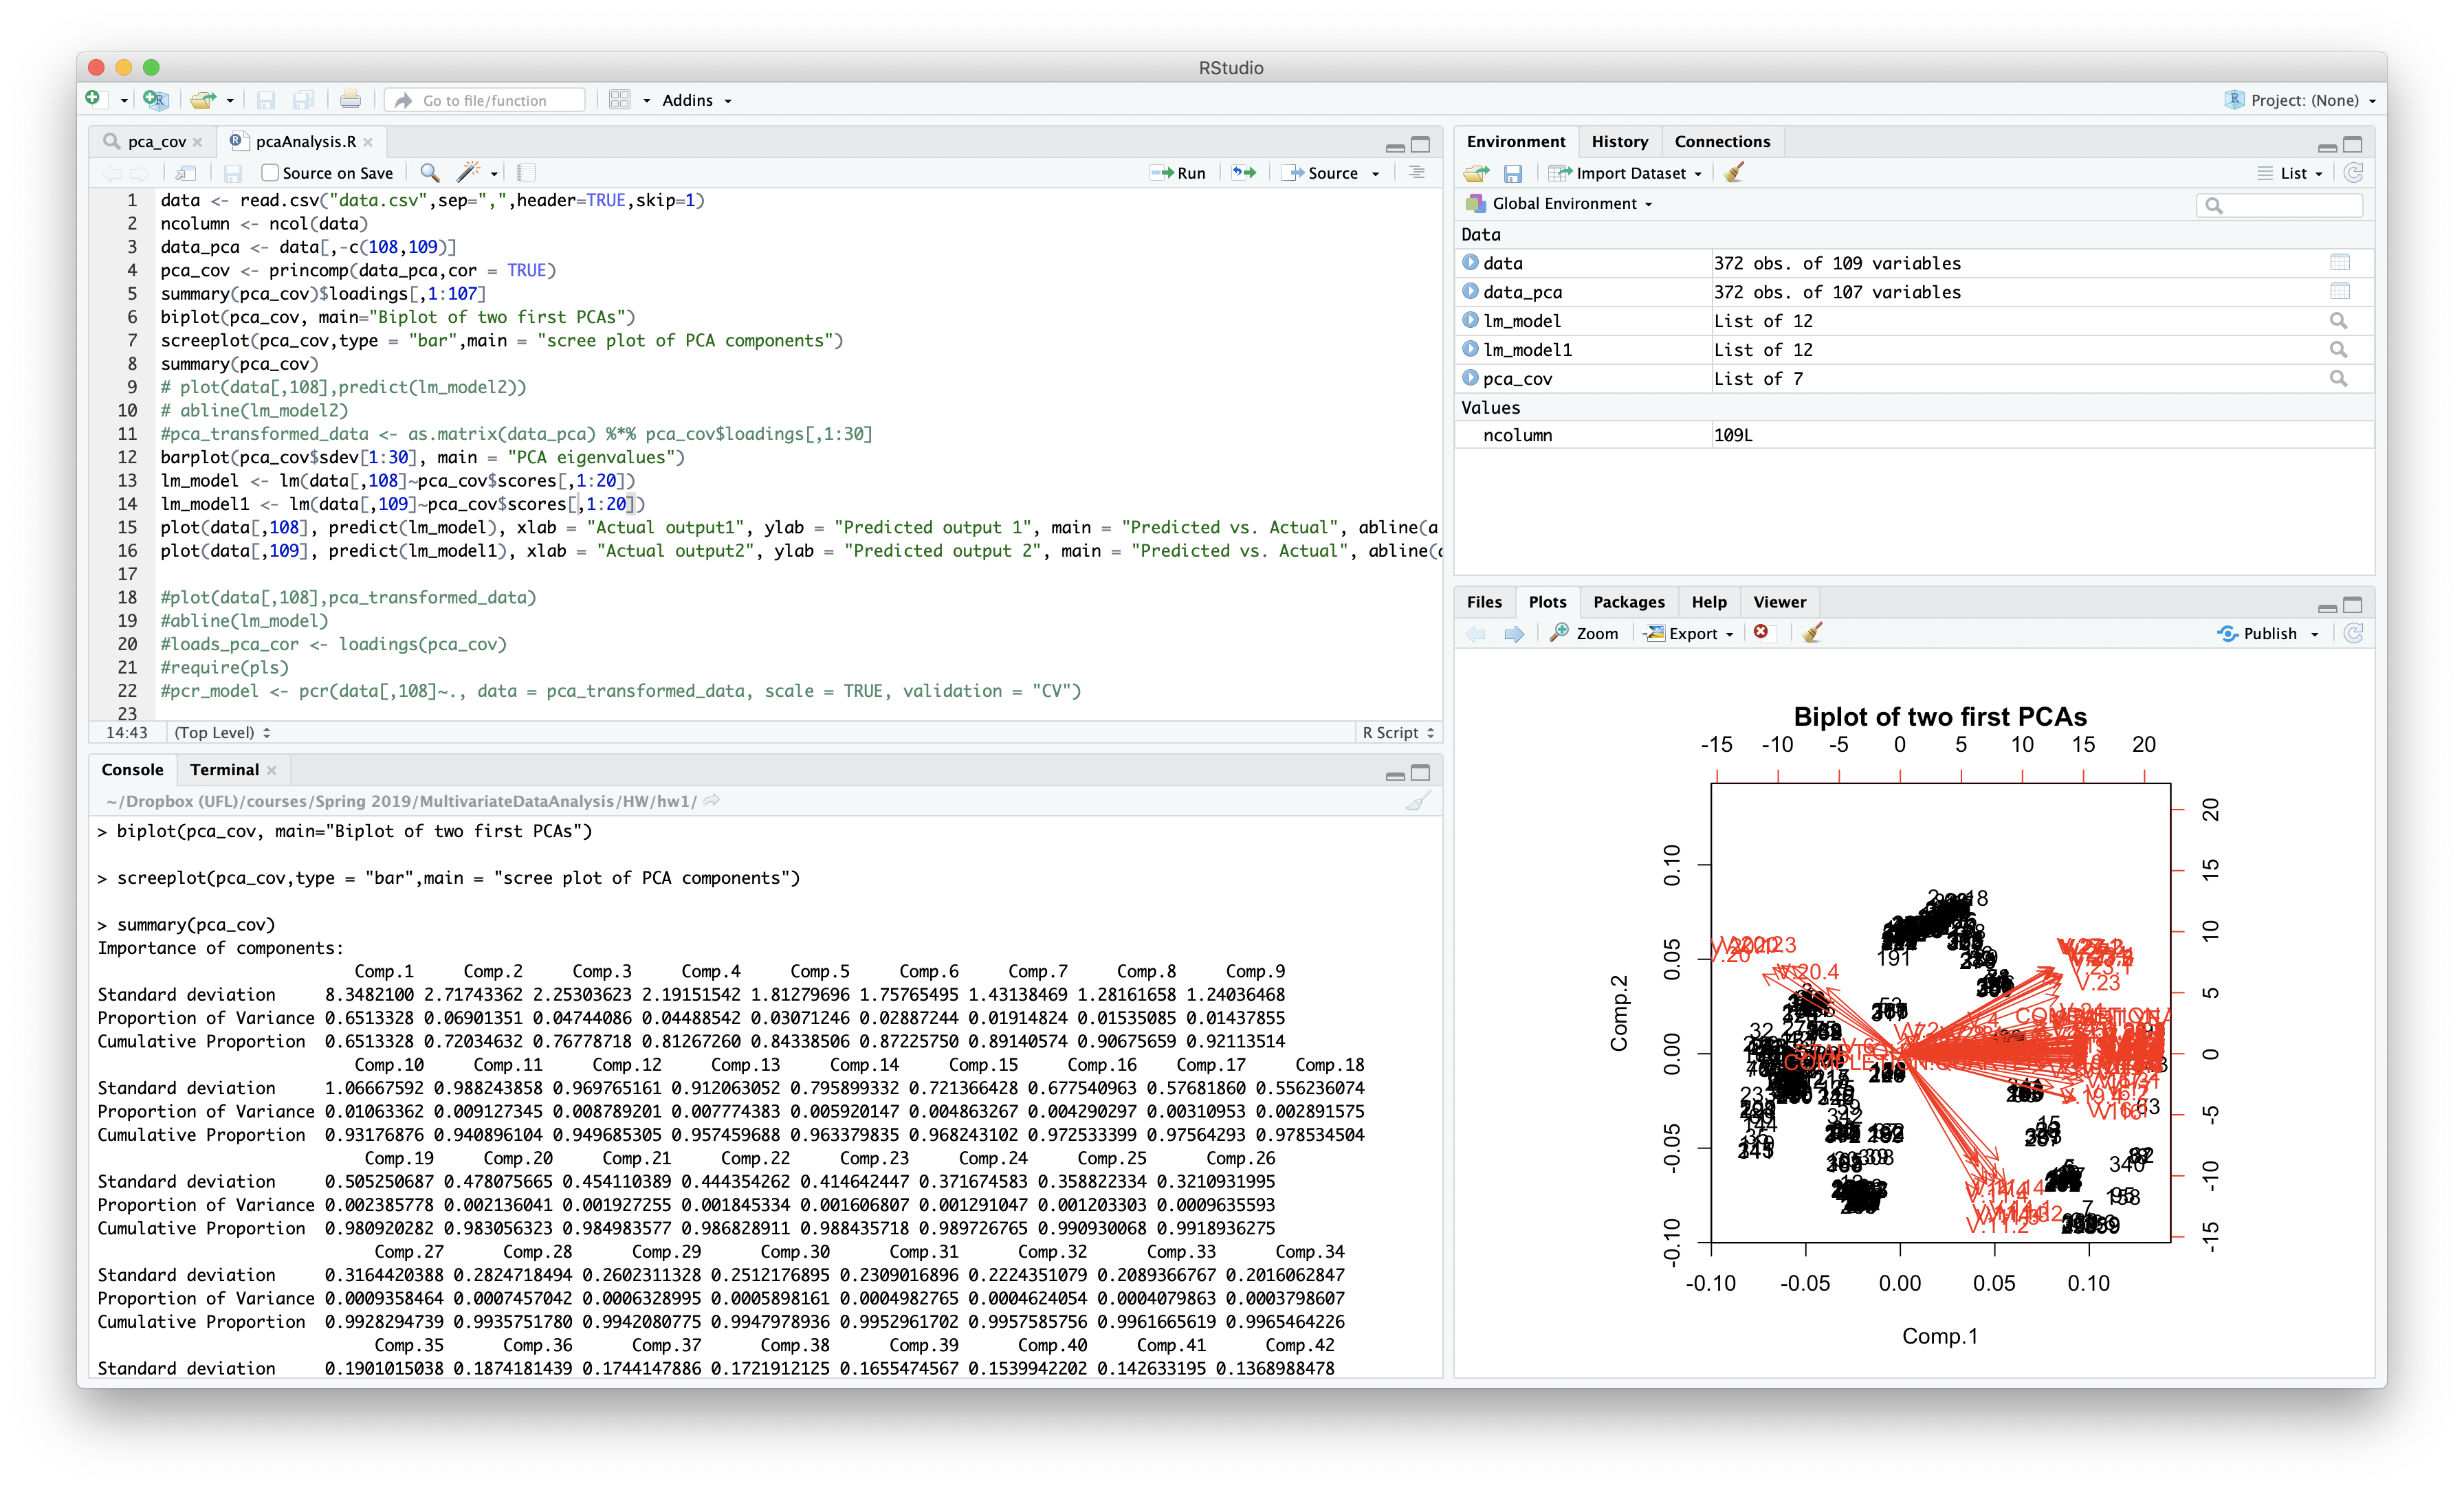 RStudio
Go to file/function
Addins
Project: (None)
pca_cov
pcaAnalysis.R
Source on Save
Run
Source
1 data <- read.csv("data.csv",sep=",",header=TRUE,skip=1)
2 ncolumn <- ncol(data)
3 data_pca <- data[,-c(108,109)]
4 pca_cov <- princomp(data_pca,cor = TRUE)
5 summary(pca_cov)$loadings[,1:107]
6 biplot(pca_cov, main="Biplot of two first PCAs")
7 screeplot(pca_cov,type = "bar",main = "scree plot of PCA components")
8 summary(pca_cov)
9 # plot(data[,108],predict(lm_model2))
10 # abline(lm_model2)
11 #pca_transformed_data <- as.matrix(data_pca) %*% pca_cov$loadings[,1:30]
12 barplot(pca_cov$sdev[1:30], main = "PCA eigenvalues")
13 lm_model <- lm(data[,108]~pca_cov$scores[,1:20])
14 lm_model1 <- lm(data[,109]~pca_cov$scores[,1:20])
15 plot(data[,108], predict(lm_model), xlab = "Actual output1", ylab = "Predicted output 1", main = "Predicted vs. Actual", abline(a
16 plot(data[,109], predict(lm_model1), xlab = "Actual output2", ylab = "Predicted output 2", main = "Predicted vs. Actual", abline(
17
18 #plot(data[,108],pca_transformed_data)
19 #abline(lm_model)
20 #loads_pca_cor <- loadings(pca_cov)
21 #require(pls)
22 #pcr_model <- pcr(data[,108]~., data = pca_transformed_data, scale = TRUE, validation = "CV")
23
14:43 (Top Level)
R Script
Console
Terminal
~/Dropbox (UFL)/courses/Spring 2019/MultivariateDataAnalysis/HW/hw1/
> biplot(pca_cov, main="Biplot of two first PCAs")
> screeplot(pca_cov,type = "bar",main = "scree plot of PCA components")
> summary(pca_cov)
Importance of components:
Comp.1 Comp.2 Comp.3 Comp.4 Comp.5 Comp.6 Comp.7 Comp.8 Comp.9
Standard deviation 8.3482100 2.71743362 2.25303623 2.19151542 1.81279696 1.75765495 1.43138469 1.28161658 1.24036468
Proportion of Variance 0.6513328 0.06901351 0.04744086 0.04488542 0.03071246 0.02887244 0.01914824 0.01535085 0.01437855
Cumulative Proportion 0.6513328 0.72034632 0.76778718 0.81267260 0.84338506 0.87225750 0.89140574 0.90675659 0.92113514
Comp.10 Comp.11 Comp.12 Comp.13 Comp.14 Comp.15 Comp.16 Comp.17 Comp.18
Standard deviation 1.06667592 0.988243858 0.969765161 0.912063052 0.795899332 0.721366428 0.677540963 0.57681860 0.556236074
Proportion of Variance 0.01063362 0.009127345 0.008789201 0.007774383 0.005920147 0.004863267 0.004290297 0.00310953 0.002891575
Cumulative Proportion 0.93176876 0.940896104 0.949685305 0.957459688 0.963379835 0.968243102 0.972533399 0.97564293 0.978534504
Comp.19 Comp.20 Comp.21 Comp.22 Comp.23 Comp.24 Comp.25 Comp.26
Standard deviation 0.505250687 0.478075665 0.454110389 0.444354262 0.414642447 0.371674583 0.358822334 0.3210931995
Proportion of Variance 0.002385778 0.002136041 0.001927255 0.001845334 0.001606807 0.001291047 0.001203303 0.0009635593
Cumulative Proportion 0.980920282 0.983056323 0.984983577 0.986828911 0.988435718 0.989726765 0.990930068 0.9918936275
Comp.27 Comp.28 Comp.29 Comp.30 Comp.31 Comp.32 Comp.33 Comp.34
Standard deviation 0.3164420388 0.2824718494 0.2602311328 0.2512176895 0.2309016896 0.2224351079 0.2089366767 0.2016062847
Proportion of Variance 0.0009358464 0.0007457042 0.0006328995 0.0005898161 0.0004982765 0.0004624054 0.0004079863 0.0003798607
Cumulative Proportion 0.9928294739 0.9935751780 0.9942080775 0.9947978936 0.9952961702 0.9957585756 0.9961665619 0.9965464226
Comp.35 Comp.36 Comp.37 Comp.38 Comp.39 Comp.40 Comp.41 Comp.42
Standard deviation 0.1901015038 0.1874181439 0.1744147886 0.1721912125 0.1655474567 0.1539942202 0.142633195 0.1368988478
Environment
History
Connections
Import Dataset
List
Global Environment
Data
data 372 obs. of 109 variables
data_pca 372 obs. of 107 variables
lm_model List of 12
lm_model1 List of 12
pca_cov List of 7
Values
ncolumn 109L
Files
Plots
Packages
Help
Viewer
Zoom
Export
Publish
Biplot of two first PCAs
-15 -10 -5 0 5 10 15 20
Comp.2
-0.10 -0.05 0.00 0.05 0.10
-15 -10 -5 0 5 10 15 20
191
V.20.4
V.23.1
V.23
V.11.2
340
158
63
7
-0.10 -0.05 0.00 0.05 0.10
Comp.1